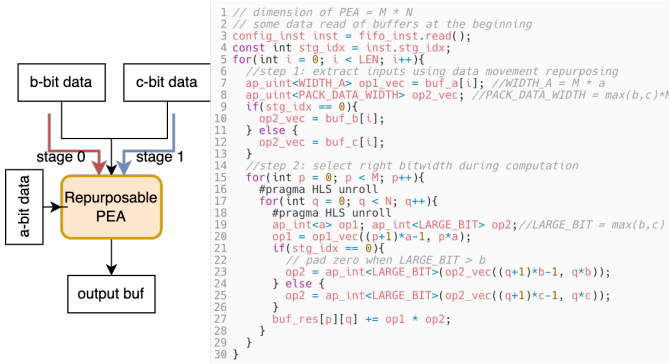 b-bit data
c-bit data
stage 0
stage 1
a-bit data
Repurposable
PEA
output buf
1 // dimension of PEA = M * N
2 // some data read of buffers at the beginning
3 config_inst inst = fifo_inst.read();
4 const int stg_idx = inst.stg_idx;
5 for(int i = 0; i < LEN; i++){
6 //step 1: extract inputs using data movement repurposing
7 ap_uint<WIDTH_A> op1_vec = buf_a[i]; //WIDTH_A = M * a
8 ap_uint<PACK_DATA_WIDTH> op2_vec; //PACK_DATA_WIDTH = max(b,c)*N
9 if(stg_idx == 0){
10 op2_vec = buf_b[i];
11 } else {
12 op2_vec = buf_c[i];
13 }
14 //step 2: select right bitwidth during computation
15 for(int p = 0; p < M; p++){
16 #pragma HLS unroll
17 for(int q = 0; q < N; q++){
18 #pragma HLS unroll
19 ap_int<a> op1; ap_int<LARGE_BIT> op2;//LARGE_BIT = max(b,c)
20 op1 = op1_vec((p+1)*a-1, p*a);
21 if(stg_idx == 0){
22 // pad zero when LARGE_BIT > b
23 op2 = ap_int<LARGE_BIT>(op2_vec((q+1)*b-1, q*b));
24 } else {
25 op2 = ap_int<LARGE_BIT>(op2_vec((q+1)*c-1, q*c));
26 }
27 buf_res[p][q] += op1 * op2;
28 }
29 }
30 }